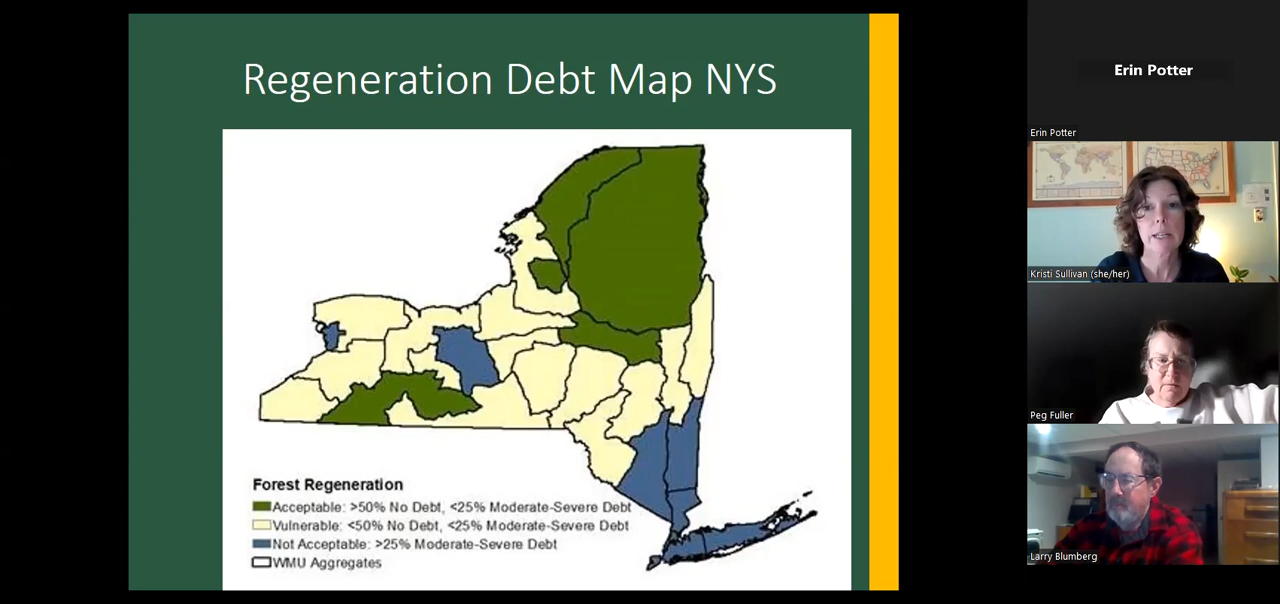 Regeneration Debt Map NYS
Forest Regeneration
Acceptable: >50% No Debt, <25% Moderate-Severe Debt
Vulnerable: <50% No Debt, <25% Moderate-Severe Debt
Not Acceptable: >25% Moderate-Severe Debt
WMU Aggregates
Erin Potter
Erin Potter
Kristi Sullivan (she/her)
Peg Fuller
Larry Blumberg